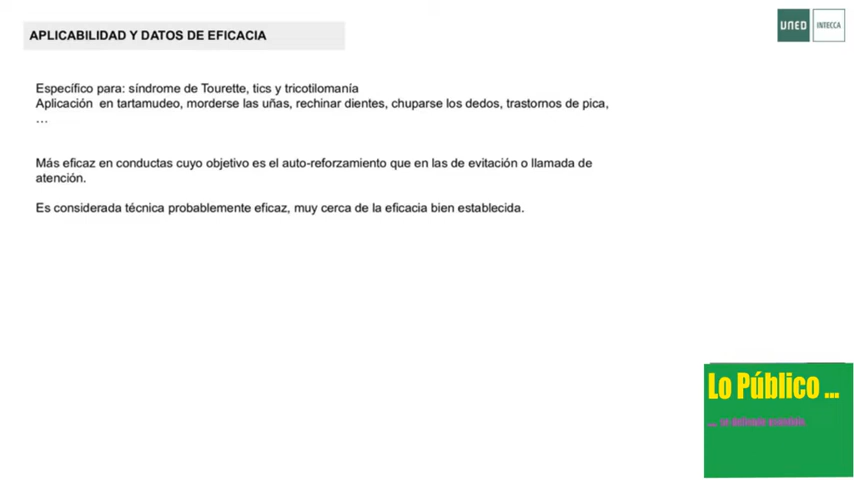 APLICABILIDAD Y DATOS DE EFICACIA
UNED
INTECCA
Específico para: síndrome de Tourette, tics y tricotilomanía
Aplicación en tartamudeo, morderse las uñas, rechinar dientes, chuparse los dedos, trastornos de pica,
…
Más eficaz en conductas cuyo objetivo es el auto-reforzamiento que en las de evitación o llamada de
atención.
Es considerada técnica probablemente eficaz, muy cerca de la eficacia bien establecida.
Lo Público ...